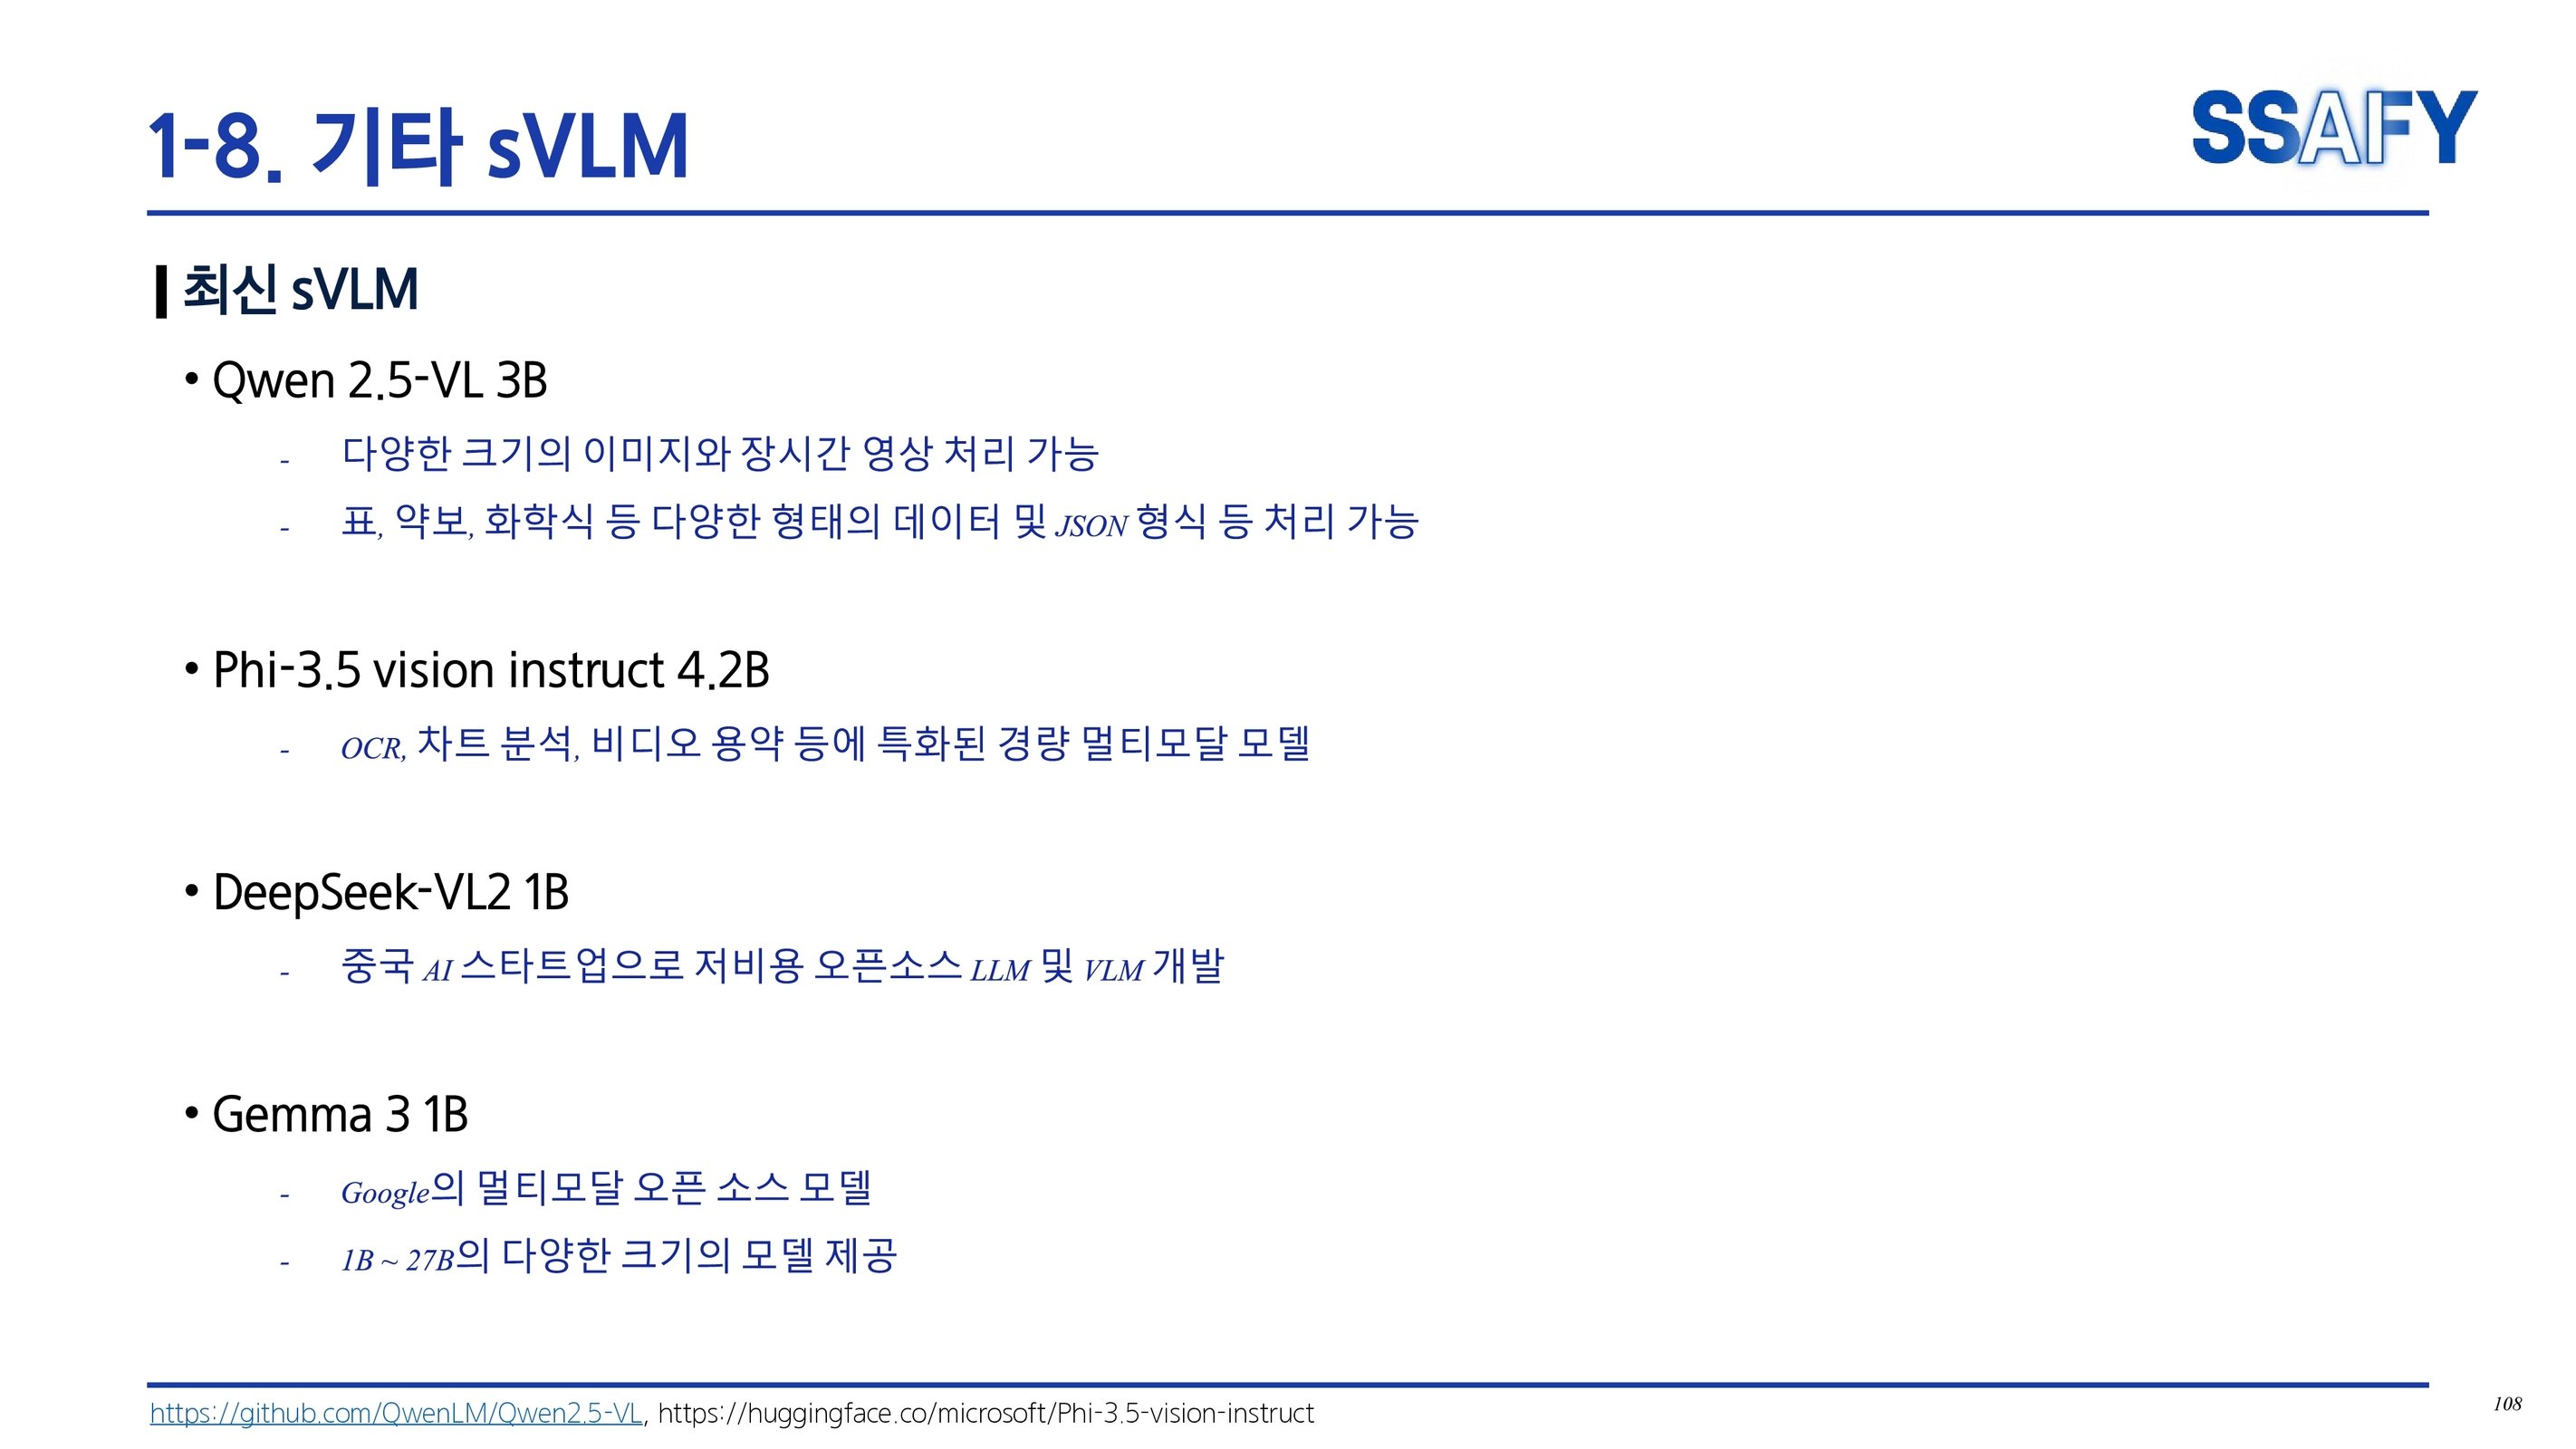 1-8. 기타 sVLM
SSAFY
최신 sVLM
• Qwen 2.5-VL 3B
- 다양한 크기의 이미지와 장시간 영상 처리 가능
- 표, 악보, 화학식 등 다양한 형태의 데이터 및 JSON 형식 등 처리 가능
• Phi-3.5 vision instruct 4.2B
- OCR, 차트 분석, 비디오 용약 등에 특화된 경량 멀티모달 모델
• DeepSeek-VL2 1B
- 중국 AI 스타트업으로 저비용 오픈소스 LLM 및 VLM 개발
• Gemma 3 1B
- Google의 멀티모달 오픈 소스 모델
- 1B ~ 27B의 다양한 크기의 모델 제공
https://github.com/QwenLM/Qwen2.5-VL, https://huggingface.co/microsoft/Phi-3.5-vision-instruct
108